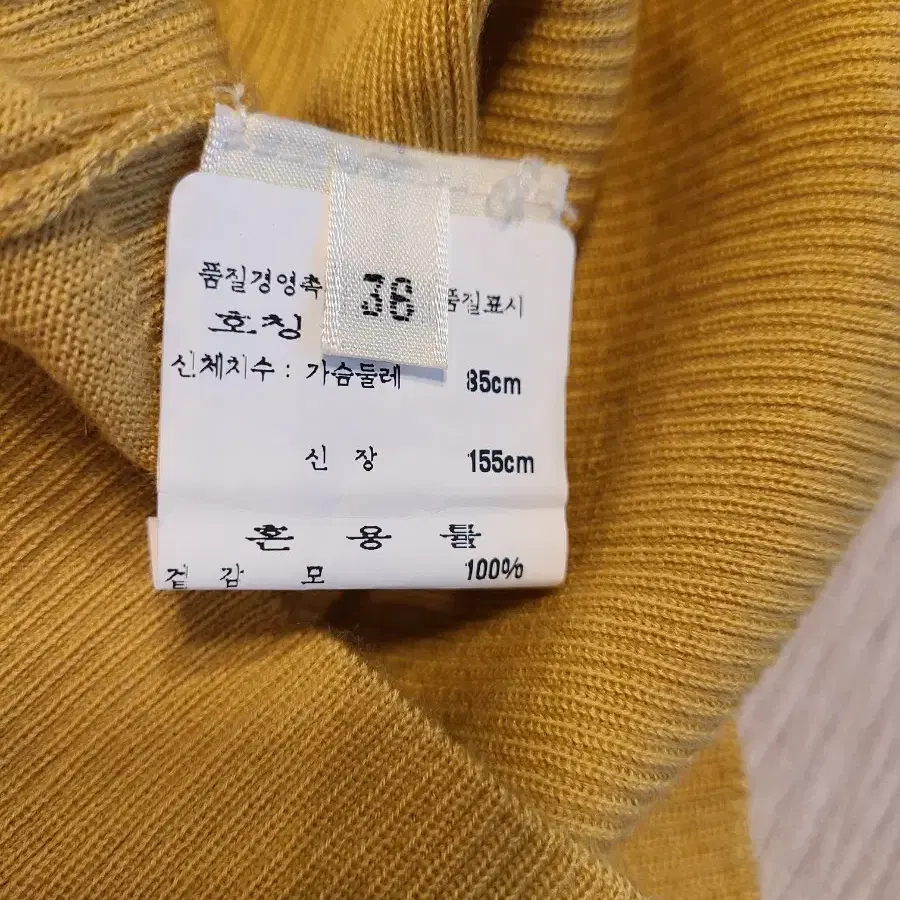 품질경영촉 36 품질표시
호칭
신체치수 : 가슴둘레 85cm
신 장 155cm
혼 용 률
겉 감 모 100%